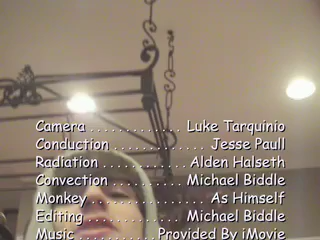 Camera . . . . . . . . . . . . . Luke Tarquinio
Conduction . . . . . . . . . . . . . Jesse Paull
Radiation . . . . . . . . . . . . Alden Halseth
Convection . . . . . . . . . . Michael Biddle
Monkey . . . . . . . . . . . . . . . . As Himself
Editing . . . . . . . . . . . . . Michael Biddle
Music . . . . . . . . . . . Provided By iMovie